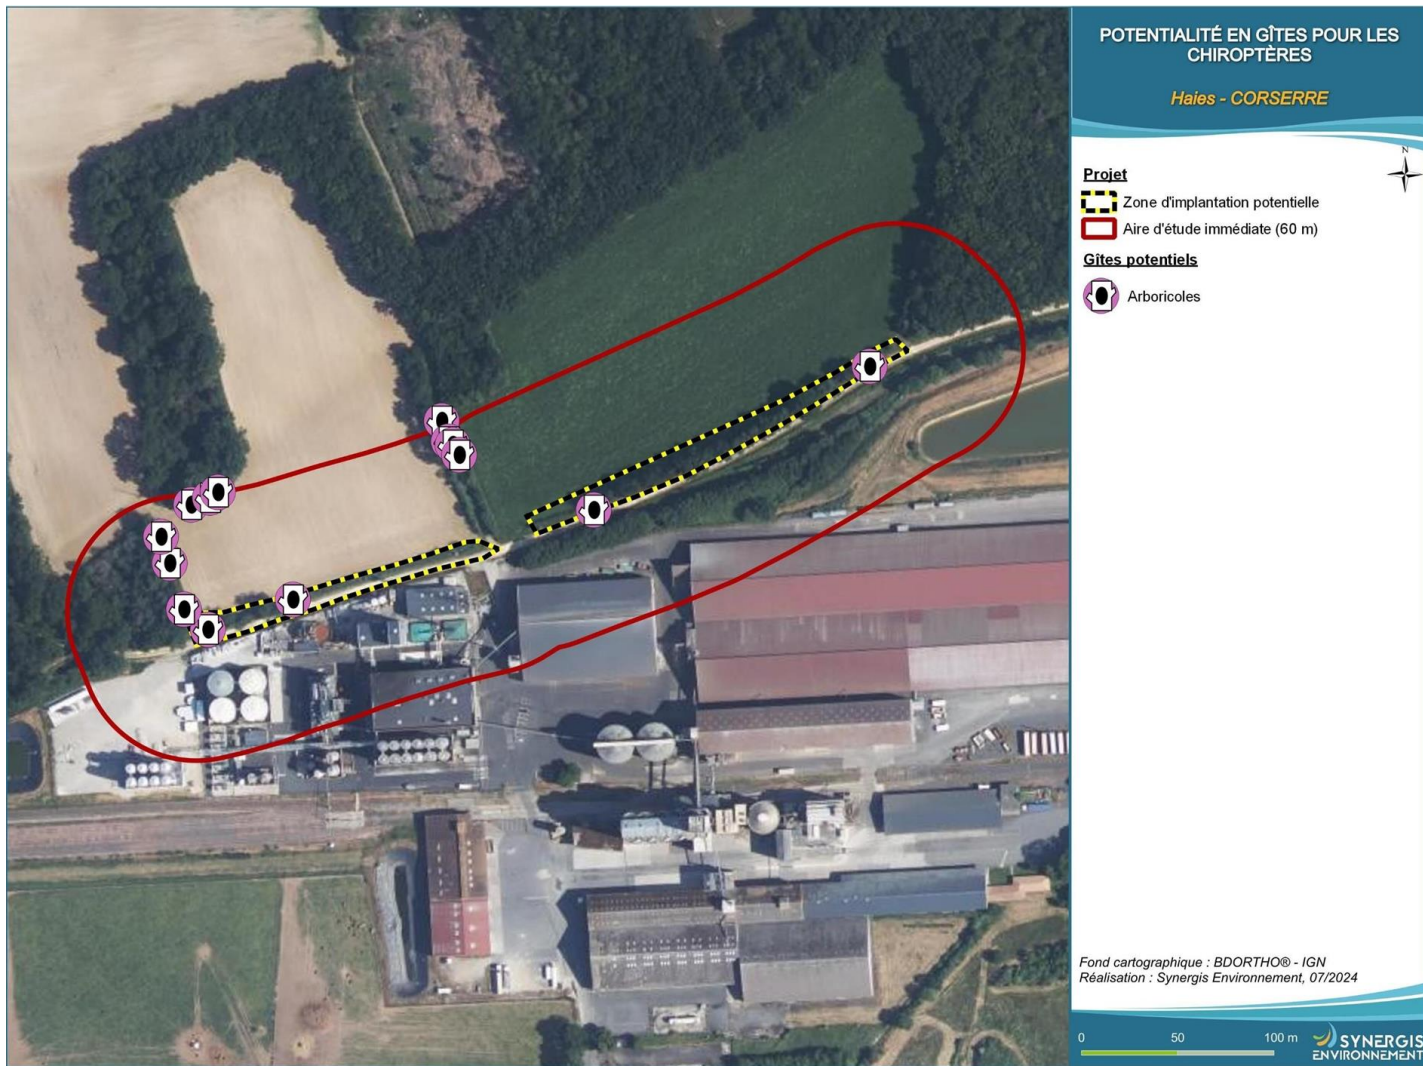 POTENTIALITÉ EN GÎTES POUR LES
CHIROPTÈRES
Haies - CORSERRE
N
Projet
Zone d'implantation potentielle
Aire d'étude immédiate (60 m)
Gîtes potentiels
Arboricoles
Fond cartographique : BDORTHO® - IGN
Réalisation : Synergis Environnement, 07/2024
0 50 100 m
SYNERGIS
ENVIRONNEMENT